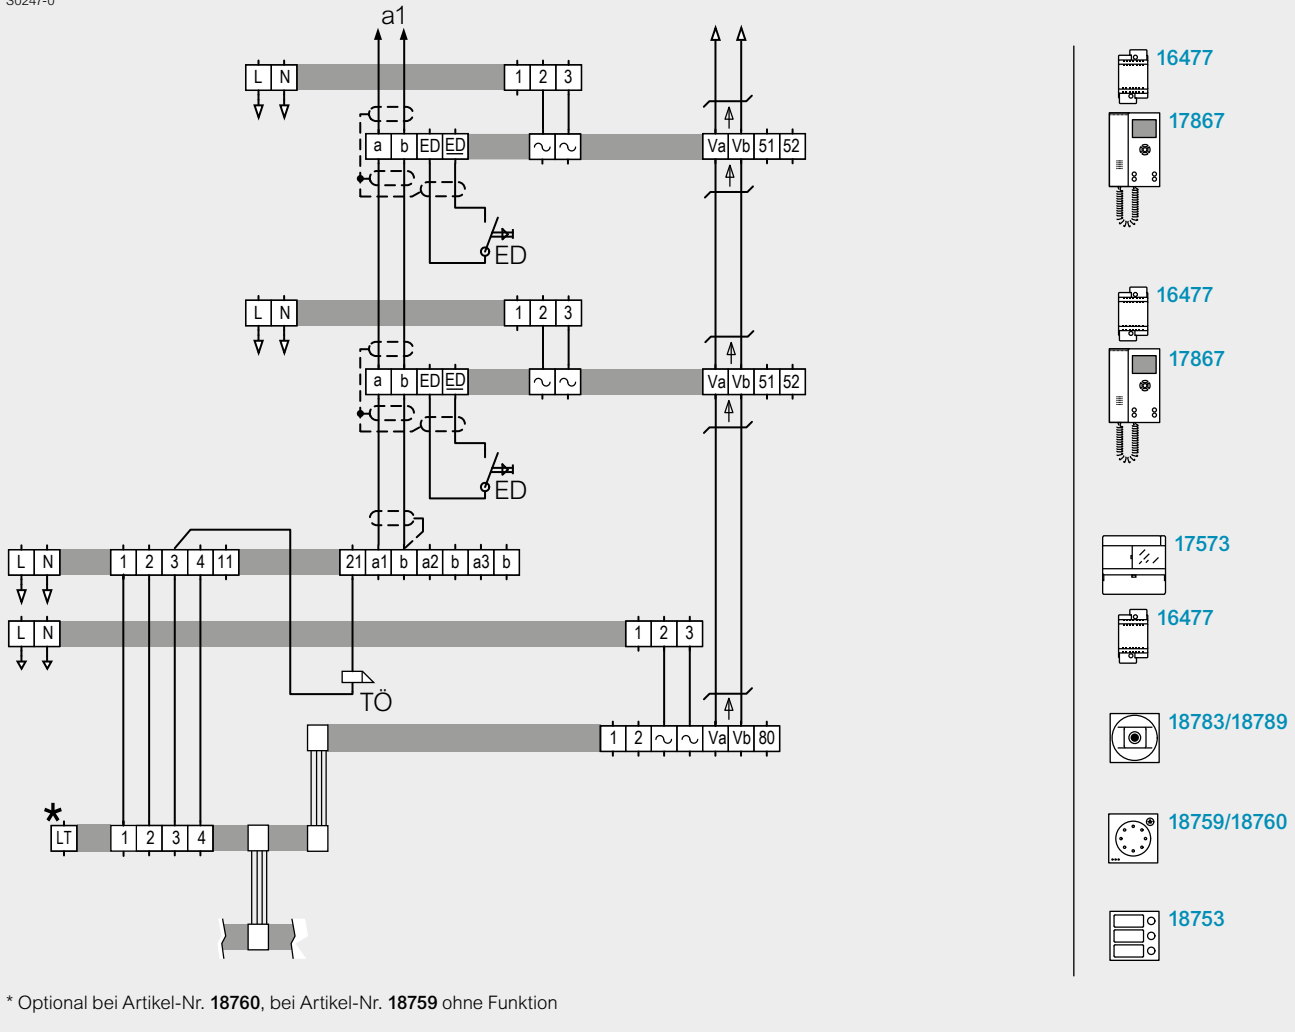 S0247-0
a1
L N 1 2 3 16477
17867
a b ED ED Va Vb 51 52
ED
L N 1 2 3 16477
17867
a b ED ED Va Vb 51 52
ED
L N 1 2 3 4 11 21 a1 b a2 b a3 b 17573
L N 1 2 3 16477
TÖ
1 2 Va Vb 80 18783/18789
*
LT 1 2 3 4 18759/18760
18753
* Optional bei Artikel-Nr. 18760, bei Artikel-Nr. 18759 ohne Funktion